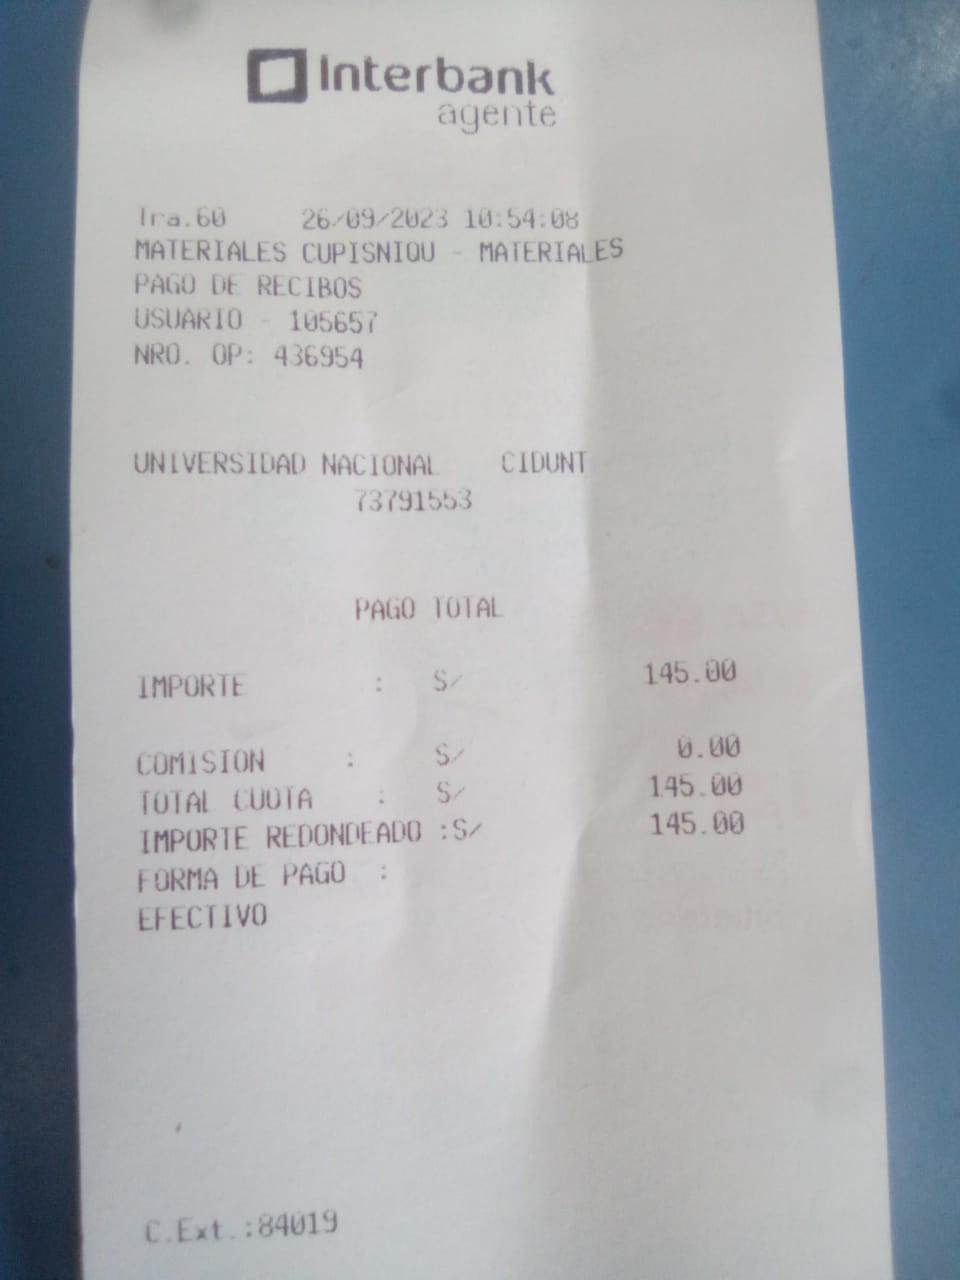 Interbank
agente
Tra.60 26/09/2023 10:54:08
MATERIALES CUPISNIQU - MATERIALES
PAGO DE RECIBOS
USUARIO - 105657
NRO. OP: 436954
UNIVERSIDAD NACIONAL CIDUNT
73791553
PAGO TOTAL
IMPORTE : S/ 145.00
COMISION : S/ 0.00
TOTAL CUOTA : S/ 145.00
IMPORTE REDONDEADO :S/ 145.00
FORMA DE PAGO :
EFECTIVO
C.Ext.:84019